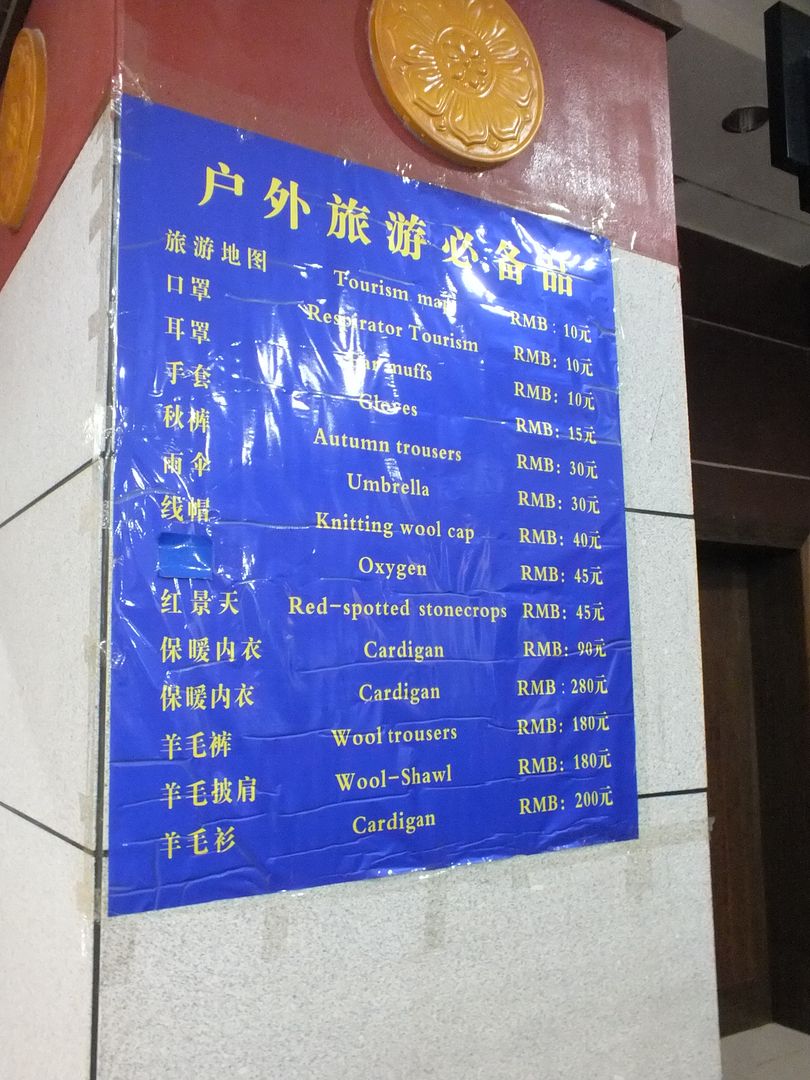 户外旅游必备品
旅游地图 Tourism map RMB: 10元
口罩 Respirator Tourism RMB: 10元
耳罩 Ear muffs RMB: 10元
手套 Gloves RMB: 15元
秋裤 Autumn trousers RMB: 30元
雨伞 Umbrella RMB: 30元
线帽 Knitting wool cap RMB: 40元
Oxygen RMB: 45元
红景天 Red-spotted stonecrops RMB: 45元
保暖内衣 Cardigan RMB: 90元
保暖内衣 Cardigan RMB: 280元
羊毛裤 Wool trousers RMB: 180元
羊毛披肩 Wool-Shawl RMB: 180元
羊毛衫 Cardigan RMB: 200元